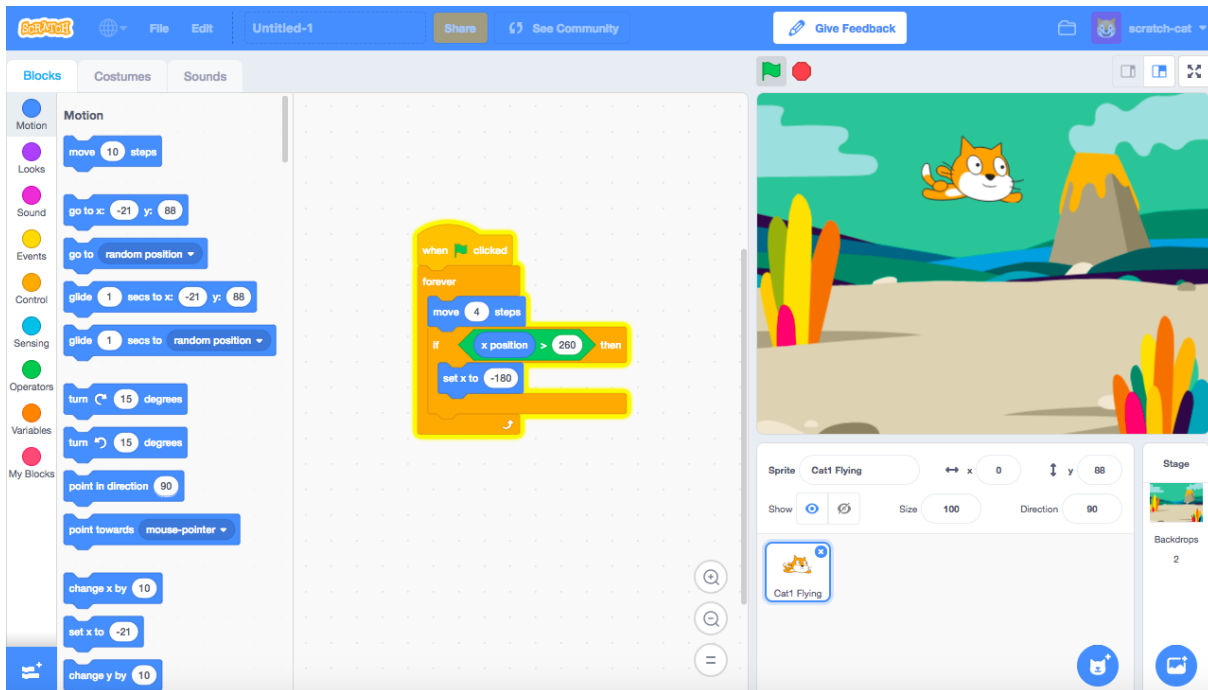 SCRATCH File Edit Untitled-1 Share See Community Give Feedback scratch-cat
Blocks Costumes Sounds
Motion
Looks
Sound
Events
Control
Sensing
Operators
Variables
My Blocks
Motion
move 10 steps
go to x: -21 y: 88
go to random position
glide 1 secs to x: -21 y: 88
glide 1 secs to random position
turn 15 degrees
turn 15 degrees
point in direction 90
point towards mouse-pointer
change x by 10
set x to -21
change y by 10
when clicked
forever
move 4 steps
if x position > 260 then
set x to -180
Sprite Cat1 Flying x 0 y 88
Show Size 100 Direction 90
Cat1 Flying
Stage
Backdrops
2